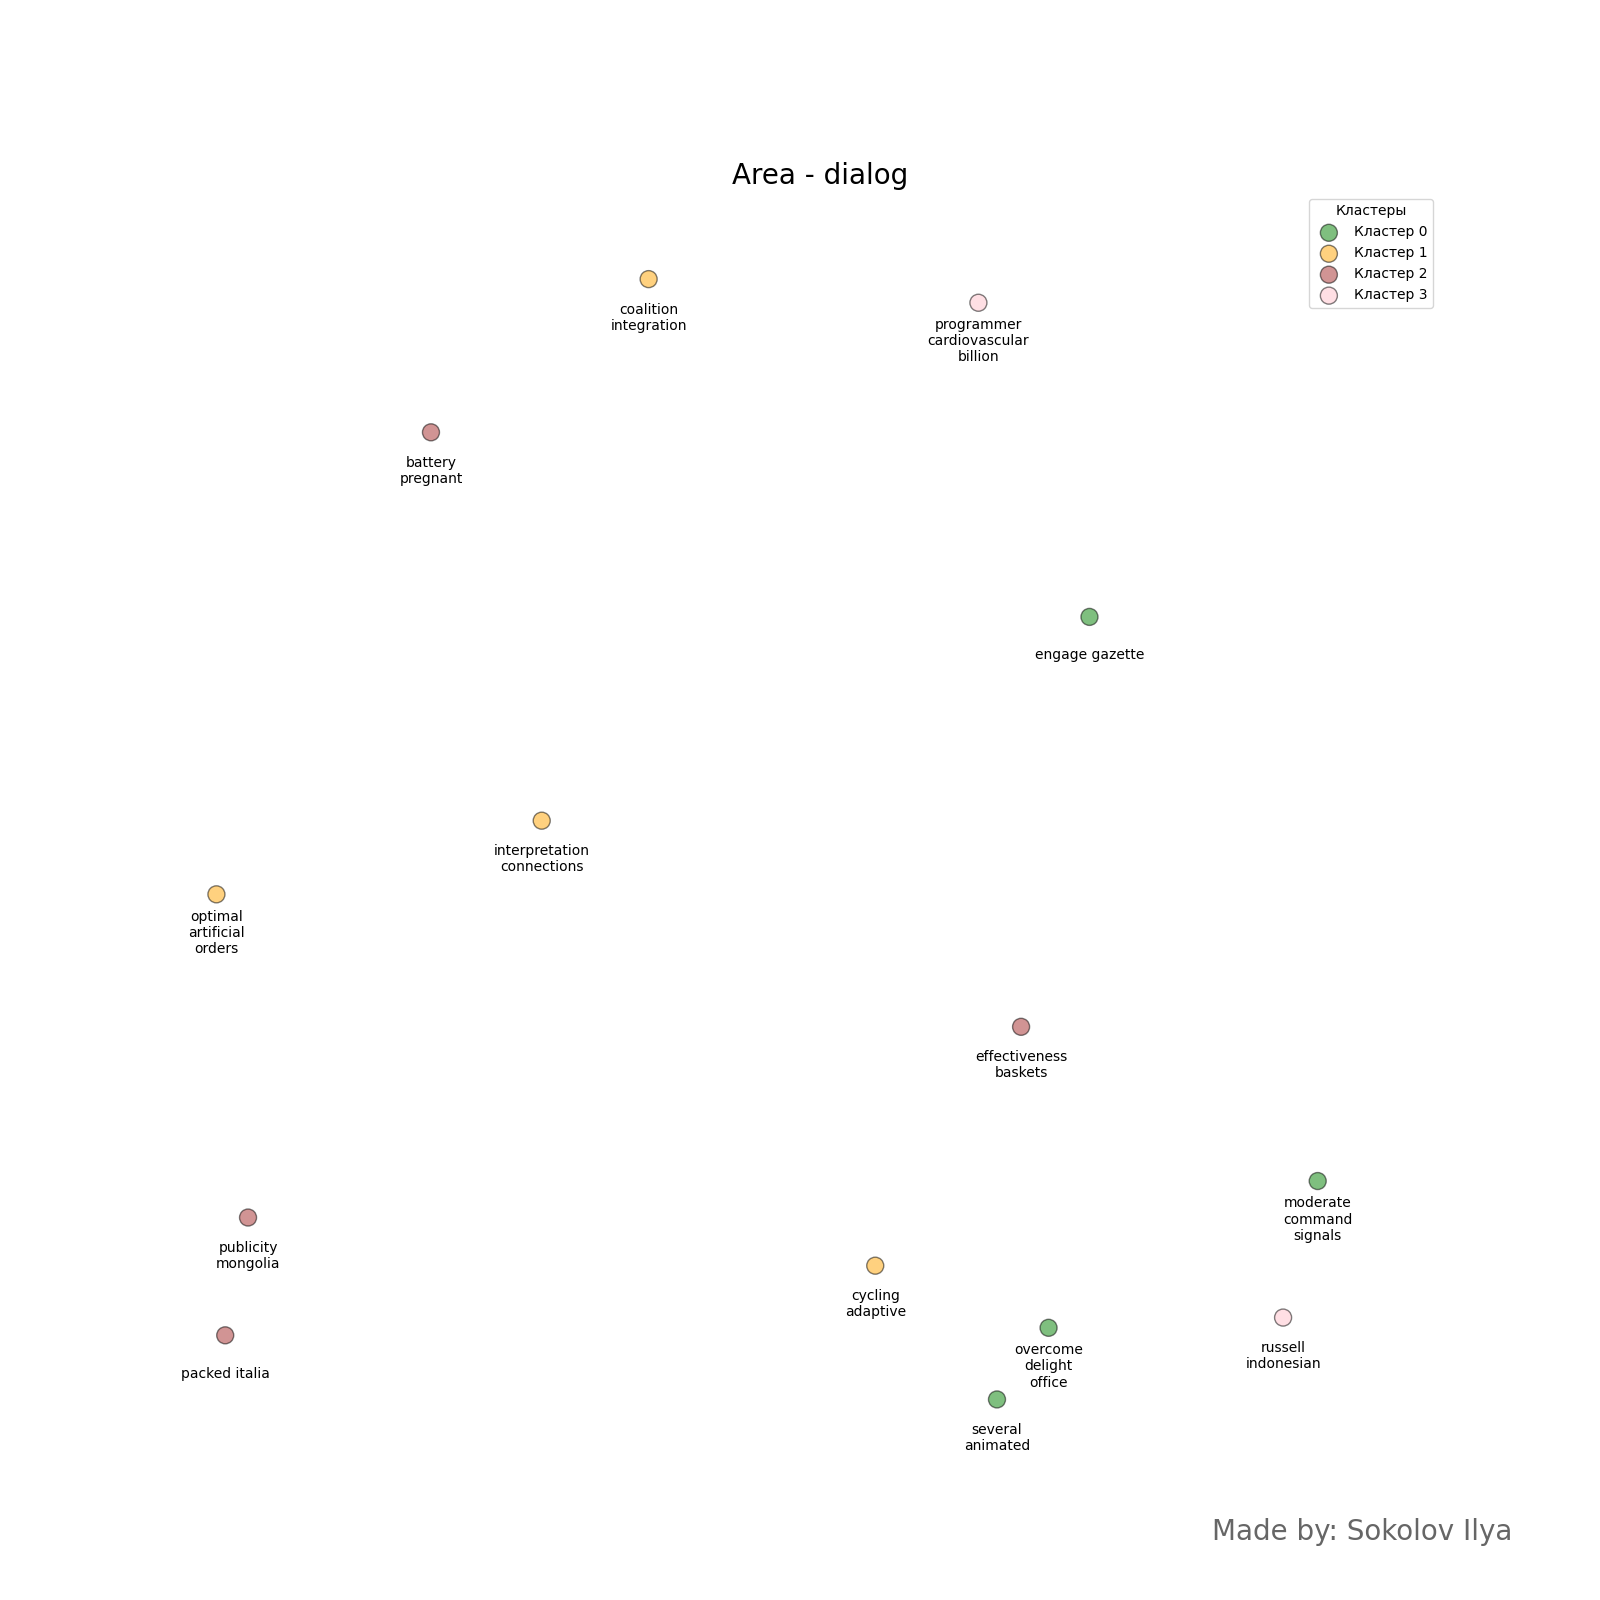 Area - dialog
Кластеры
Кластер 0
Кластер 1
Кластер 2
Кластер 3
coalition
integration
programmer
cardiovascular
billion
battery
pregnant
engage gazette
interpretation
connections
optimal
artificial
orders
effectiveness
baskets
moderate
command
signals
publicity
mongolia
cycling
adaptive
overcome
delight
office
russell
indonesian
packed italia
several
animated
Made by: Sokolov Ilya